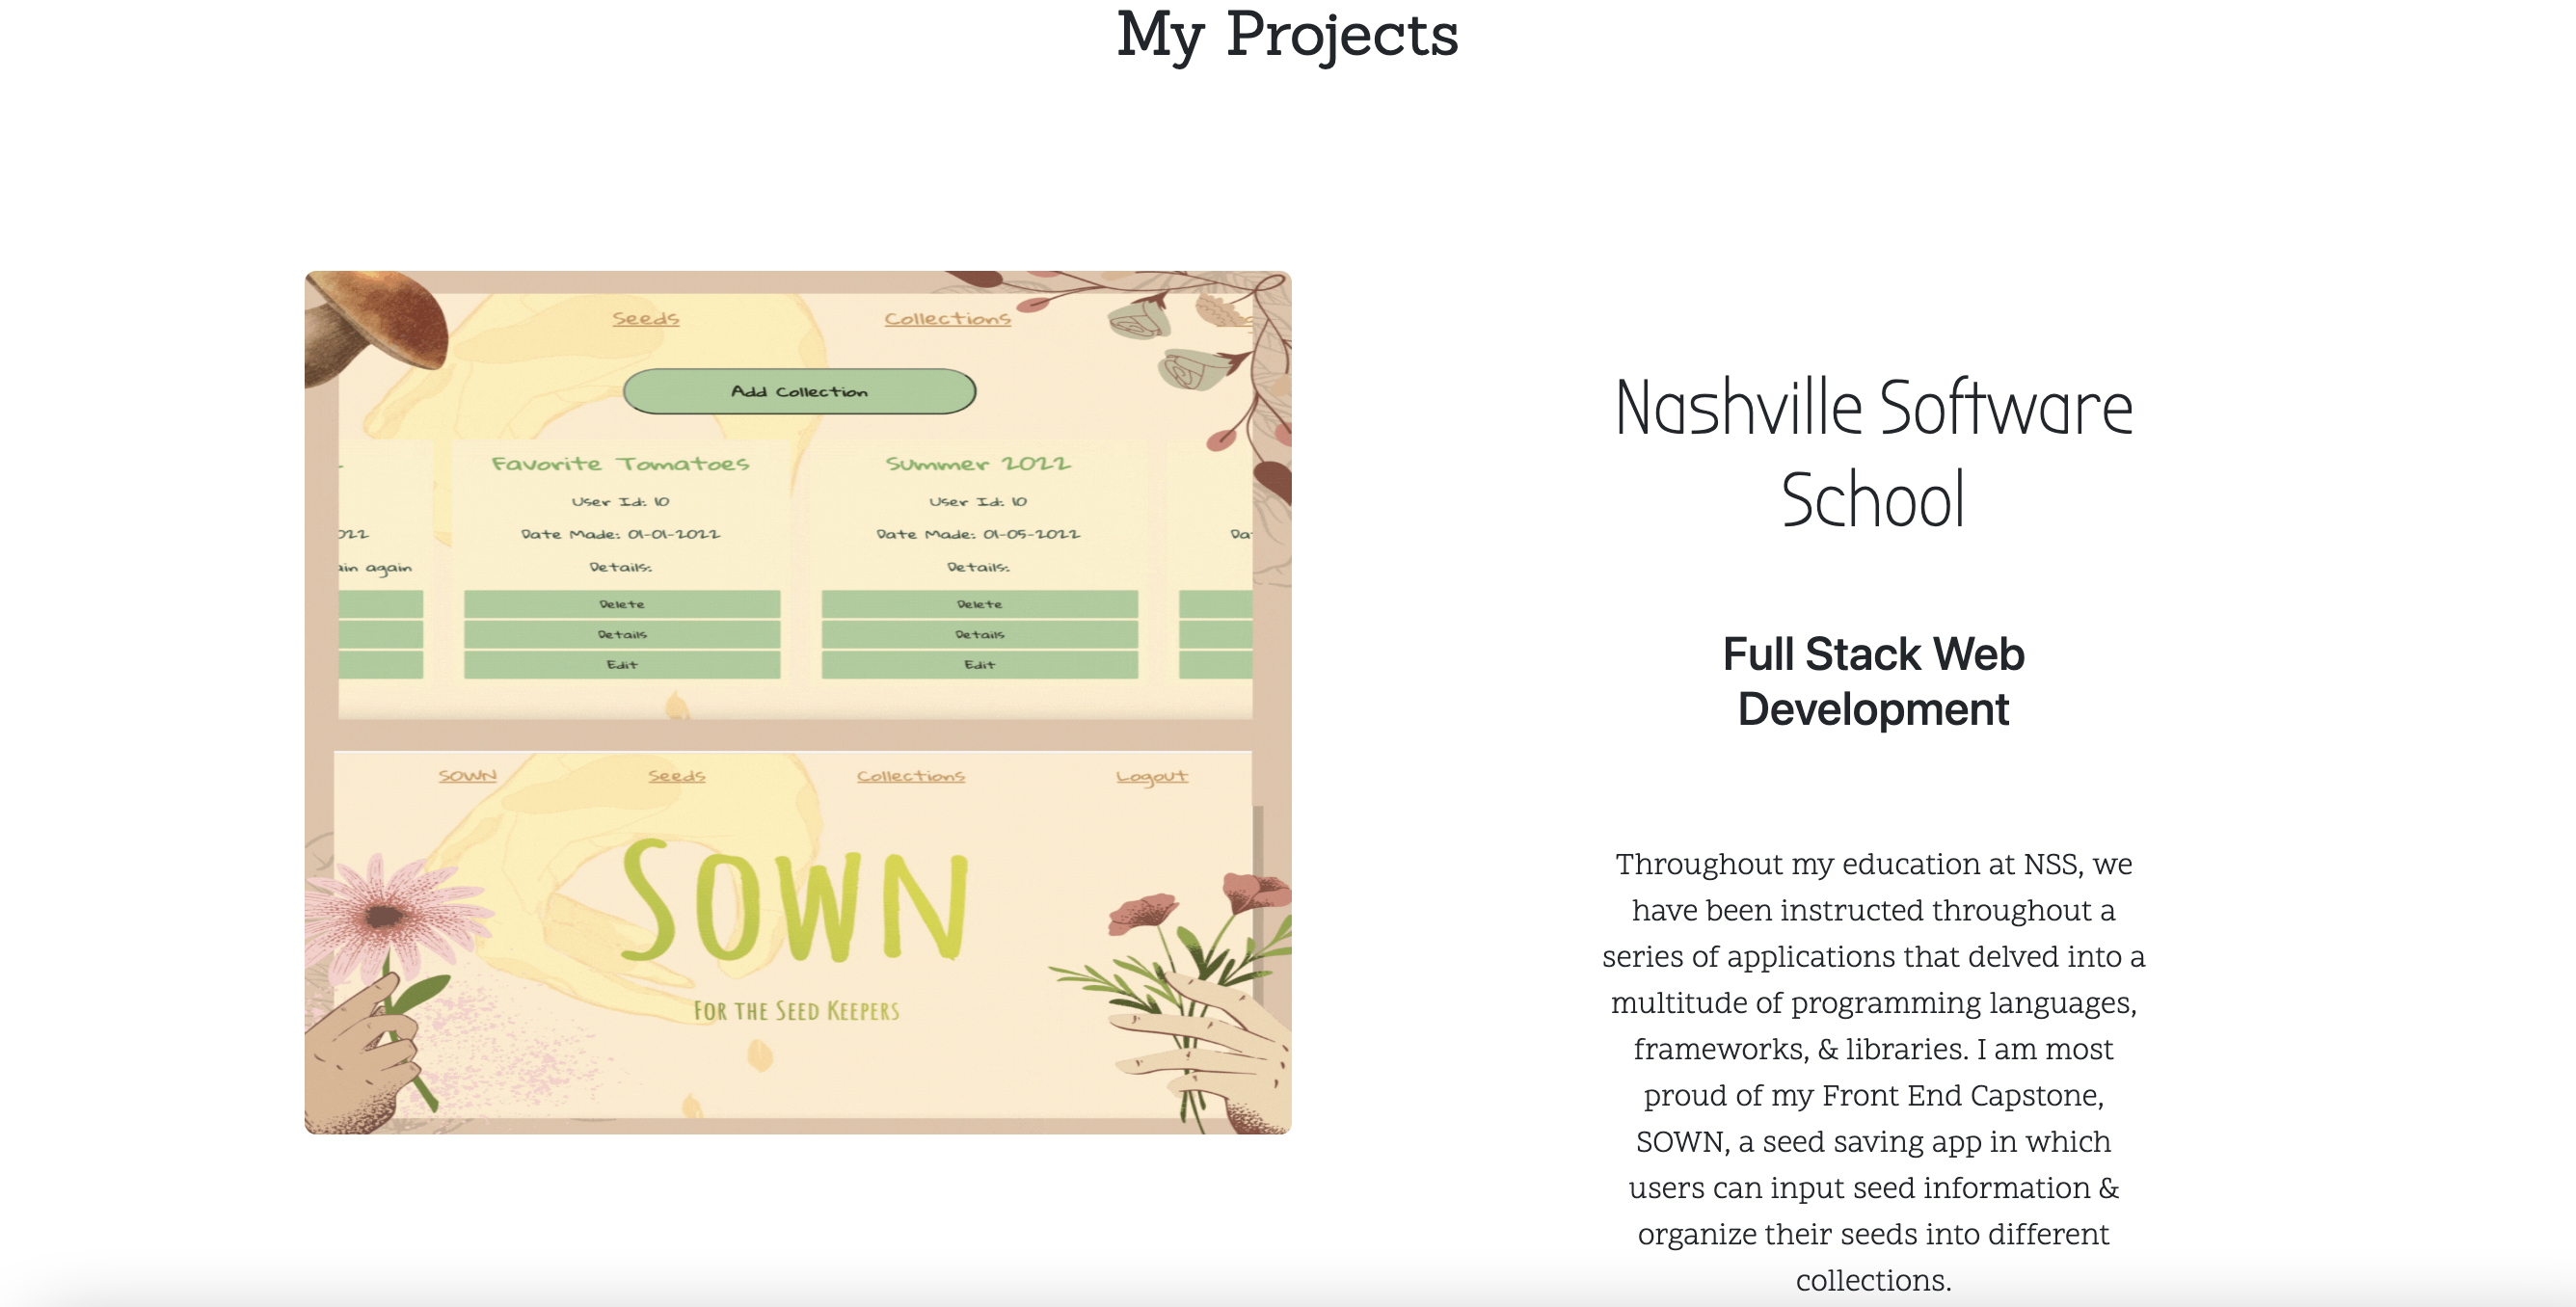 My Projects
Seeds Collections
Add Collection
Favorite Tomatoes Summer 2022
User Id: 10 User Id: 10
022 Date Made: 01-01-2022 Date Made: 01-05-2022 Da
ain again Details: Details:
Delete Delete
Details Details
Edit Edit
SOWN Seeds Collections Logout
SOWN
FOR THE SEED KEEPERS
Nashville Software
School
Full Stack Web
Development
Throughout my education at NSS, we
have been instructed throughout a
series of applications that delved into a
multitude of programming languages,
frameworks, & libraries. I am most
proud of my Front End Capstone,
SOWN, a seed saving app in which
users can input seed information &
organize their seeds into different
collections.